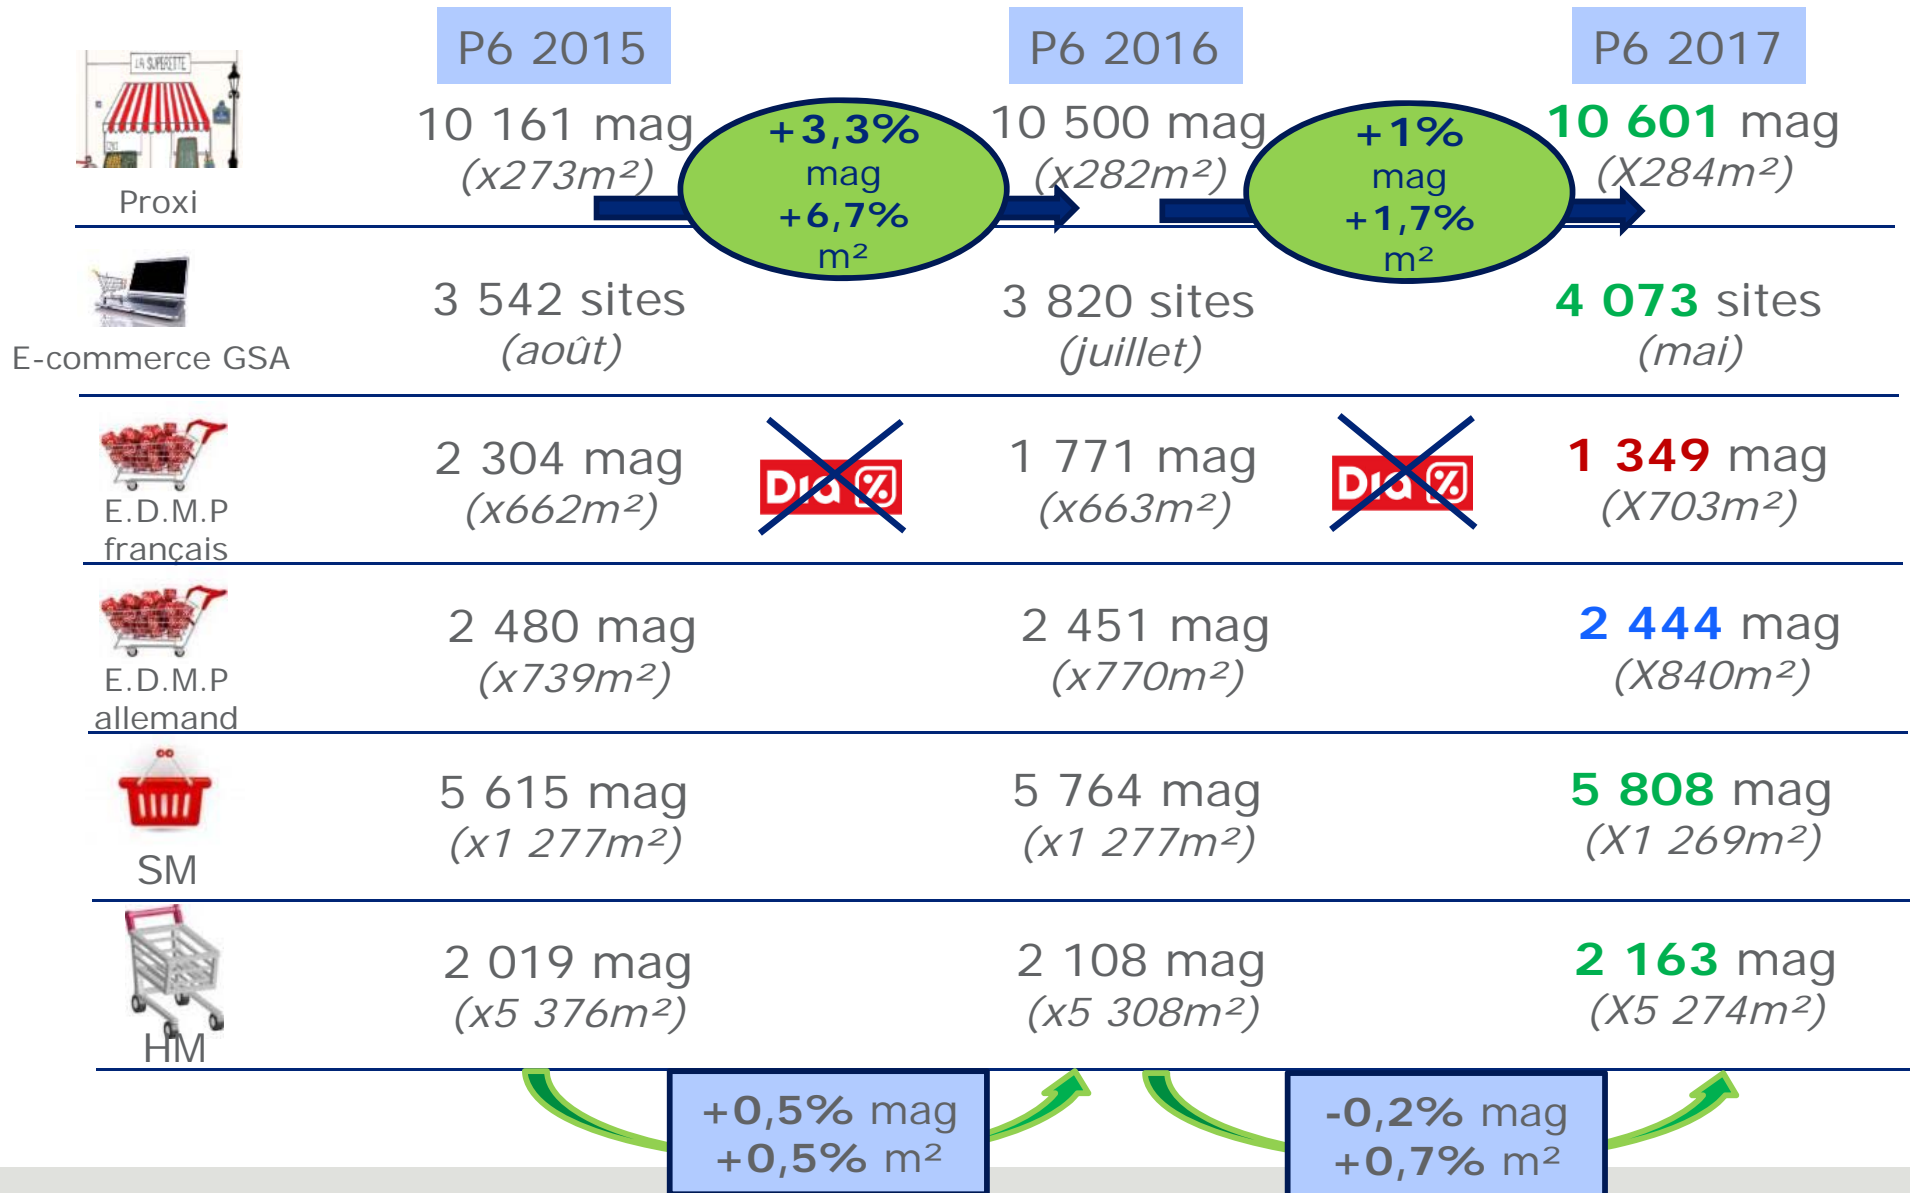 P6 2015
P6 2016
P6 2017
LA SUPERETTE
Proxi
10 161 mag
(x273m²)
+3,3%
mag
+6,7%
m²
10 500 mag
(x282m²)
+1%
mag
+1,7%
m²
10 601 mag
(X284m²)
E-commerce GSA
3 542 sites
(août)
3 820 sites
(juillet)
4 073 sites
(mai)
E.D.M.P
français
2 304 mag
(x662m²)
Dia %
1 771 mag
(x663m²)
Dia %
1 349 mag
(X703m²)
E.D.M.P
allemand
2 480 mag
(x739m²)
2 451 mag
(x770m²)
2 444 mag
(X840m²)
SM
5 615 mag
(x1 277m²)
5 764 mag
(x1 277m²)
5 808 mag
(X1 269m²)
HM
2 019 mag
(x5 376m²)
2 108 mag
(x5 308m²)
2 163 mag
(X5 274m²)
+0,5% mag
+0,5% m²
-0,2% mag
+0,7% m²